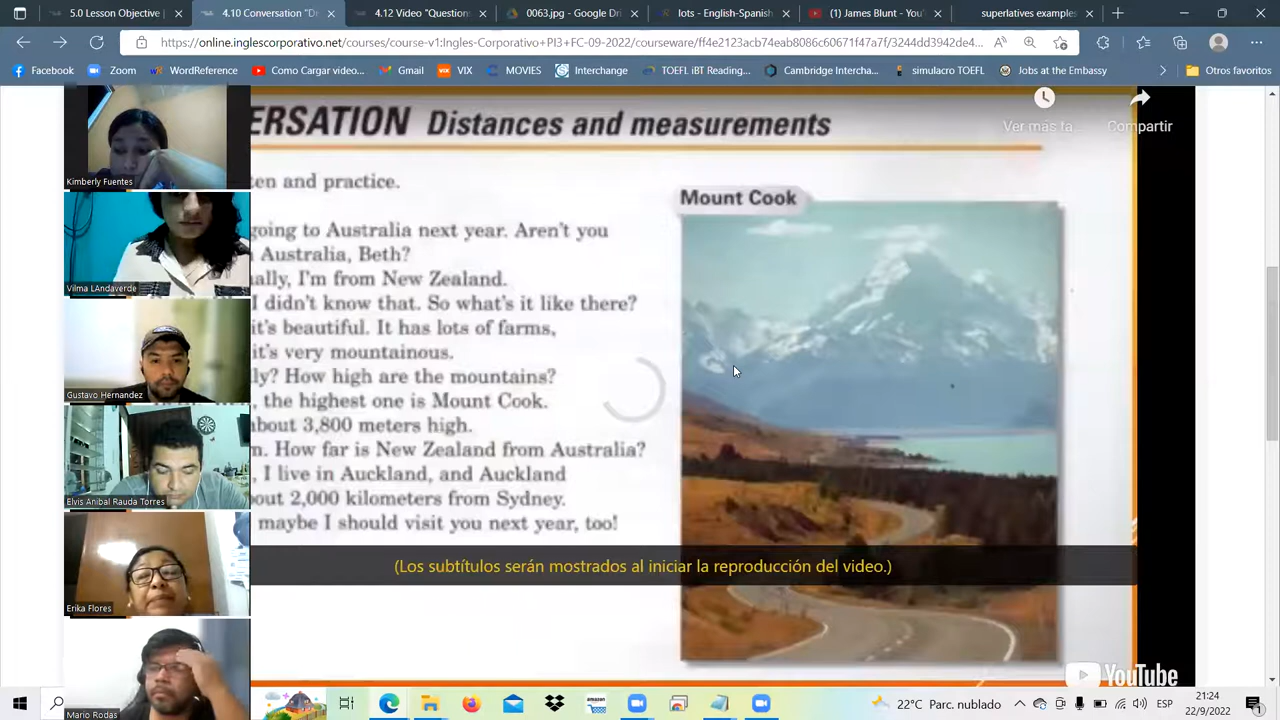 5.0 Lesson Objectives
4.10 Conversation "Di
4.12 Video "Question
0063.jpg - Google Dri
lots - English-Spanish
(1) James Blunt - You'
superlatives examples
https://online.inglescorporativo.net/courses/course-v1:Ingles-Corporativo+PI3+FC-09-2022/courseware/ff4e2123acb74eab8086c60671f47a7f/3244dd3942de4...
Facebook
Zoom
WordReference
Como Cargar video...
Gmail
VIX
MOVIES
Interchange
TOEFL iBT Reading...
Cambridge Intercha...
simulacro TOEFL
Jobs at the Embassy
Otros favoritos
ERSATION Distances and measurements
Ver más ta...
Compartir
ten and practice.
Mount Cook
going to Australia next year. Aren't you
Australia, Beth?
ally, I'm from New Zealand.
I didn't know that. So what's it like there?
it's beautiful. It has lots of farms,
it's very mountainous.
ly? How high are the mountains?
, the highest one is Mount Cook.
bout 3,800 meters high.
m. How far is New Zealand from Australia?
, I live in Auckland, and Auckland
out 2,000 kilometers from Sydney.
maybe I should visit you next year, too!
(Los subtítulos serán mostrados al iniciar la reproducción del video.)
YouTube
Kimberly Fuentes
Vilma LAndaverde
Gustavo Hernandez
Elvis Anibal Rauda Torres
Erika Flores
Mario Rodas
amazon
22°C Parc. nublado
ESP
21:24
22/9/2022